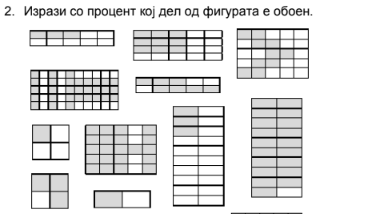 2. Изрази со процент кој дел од фигурата е обоен.